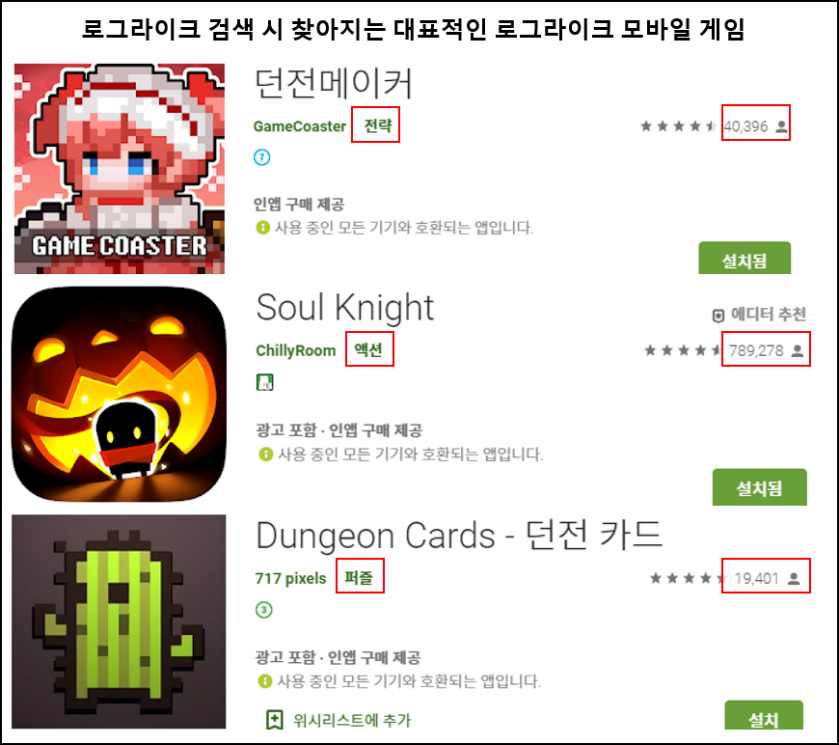 로그라이크 검색 시 찾아지는 대표적인 로그라이크 모바일 게임
던전메이커
GameCoaster 전략 40,396
7
인앱 구매 제공
사용 중인 모든 기기와 호환되는 앱입니다.
GAME COASTER
설치됨
Soul Knight
에디터 추천
ChillyRoom 액션 789,278
광고 포함 · 인앱 구매 제공
사용 중인 모든 기기와 호환되는 앱입니다.
설치됨
Dungeon Cards - 던전 카드
717 pixels 퍼즐 19,401
3
광고 포함 · 인앱 구매 제공
사용 중인 모든 기기와 호환되는 앱입니다.
위시리스트에 추가
설치